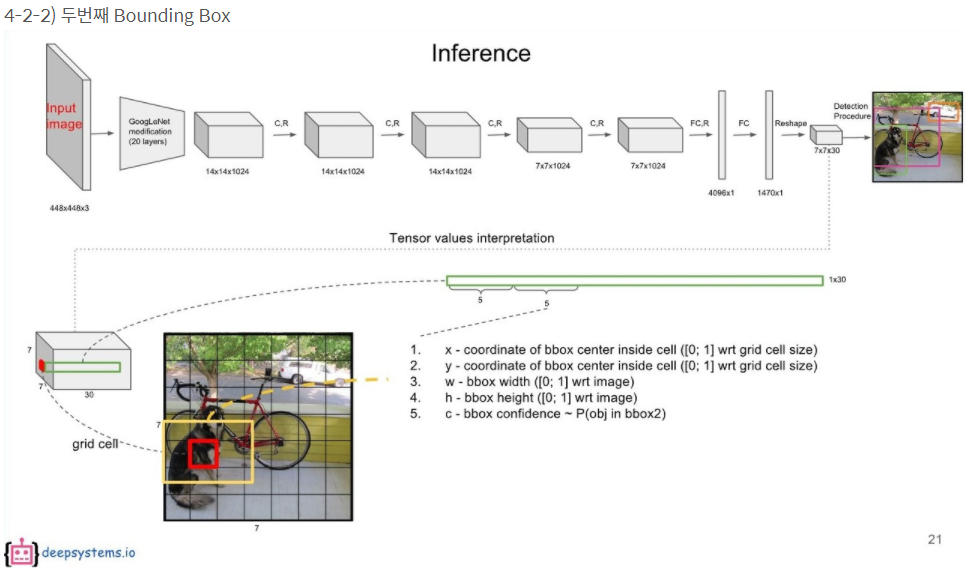 4-2-2) 두번째 Bounding Box
Inference
Input
image
448x448x3
GoogLeNet
modification
(20 layers)
14x14x1024
C,R
14x14x1024
C,R
14x14x1024
C,R
7x7x1024
C,R
7x7x1024
FC,R
4096x1
FC
1470x1
Reshape
7x7x30
Detection
Procedure
Tensor values interpretation
1x30
5
5
7
7
30
grid cell
7
7
1. x - coordinate of bbox center inside cell ([0; 1] wrt grid cell size)
2. y - coordinate of bbox center inside cell ([0; 1] wrt grid cell size)
3. w - bbox width ([0; 1] wrt image)
4. h - bbox height ([0; 1] wrt image)
5. c - bbox confidence ~ P(obj in bbox2)
deepsystems.io
21